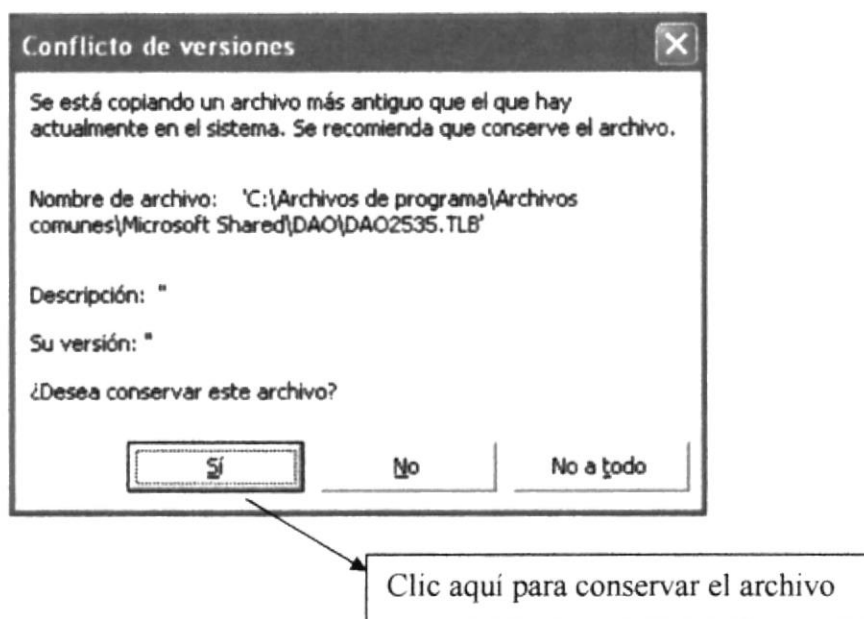 Conflicto de versiones
Se está copiando un archivo más antiguo que el que hay
actualmente en el sistema. Se recomienda que conserve el archivo.
Nombre de archivo: 'C:\Archivos de programa\Archivos
comunes\Microsoft Shared\DAO\DAO2535.TLB'
Descripción: "
Su versión: "
¿Desea conservar este archivo?
Sí No No a todo
Clic aquí para conservar el archivo